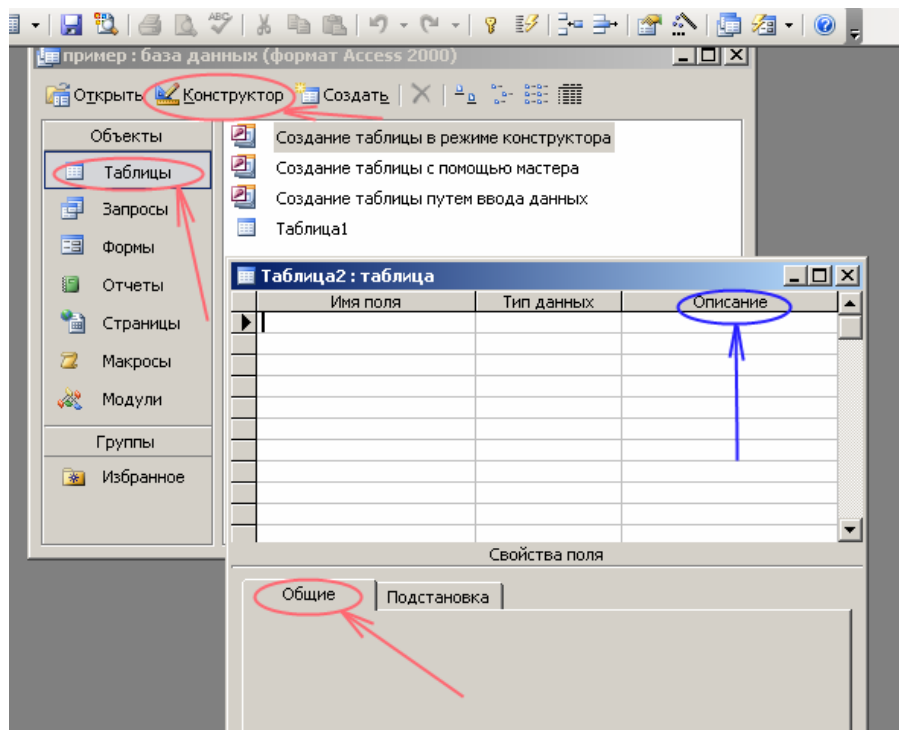 пример : база данных (формат Access 2000)
Открыть Конструктор Создать
Объекты
Таблицы
Запросы
Формы
Отчеты
Страницы
Макросы
Модули
Группы
Избранное
Создание таблицы в режиме конструктора
Создание таблицы с помощью мастера
Создание таблицы путем ввода данных
Таблица1
Таблица2 : таблица
Имя поля Тип данных Описание
Свойства поля
Общие Подстановка